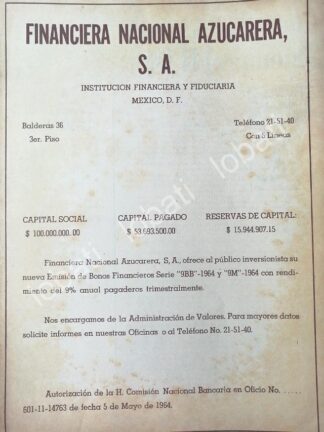 FINANCIERA NACIONAL AZUCARERA,
S. A.
INSTITUCION FINANCIERA Y FIDUCIARIA
MEXICO, D. F.
Balderas 36 Teléfono 21-51-40
3er. Piso Con 5 Líneas
CAPITAL SOCIAL CAPITAL PAGADO RESERVAS DE CAPITAL:
$ 100.000,000.00 $ 53.693,500.00 $ 15.944,907.15
Financiera Nacional Azucarera, S, A., ofrece al público inversionista su
nueva Emisión de Bonos Financieros Serie "9BB"-1964 y "9M"-1964 con rendi-
miento del 9% anual pagaderos trimestralmente.
Nos encargamos de la Administración de Valores. Para mayores datos
solicite informes en nuestras Oficinas o al Teléfono No. 21-51-40.
Autorización de la H. Comisión Nacional Bancaria en Oficio No. .....
601-11-14763 de fecha 5 de Mayo de 1964.